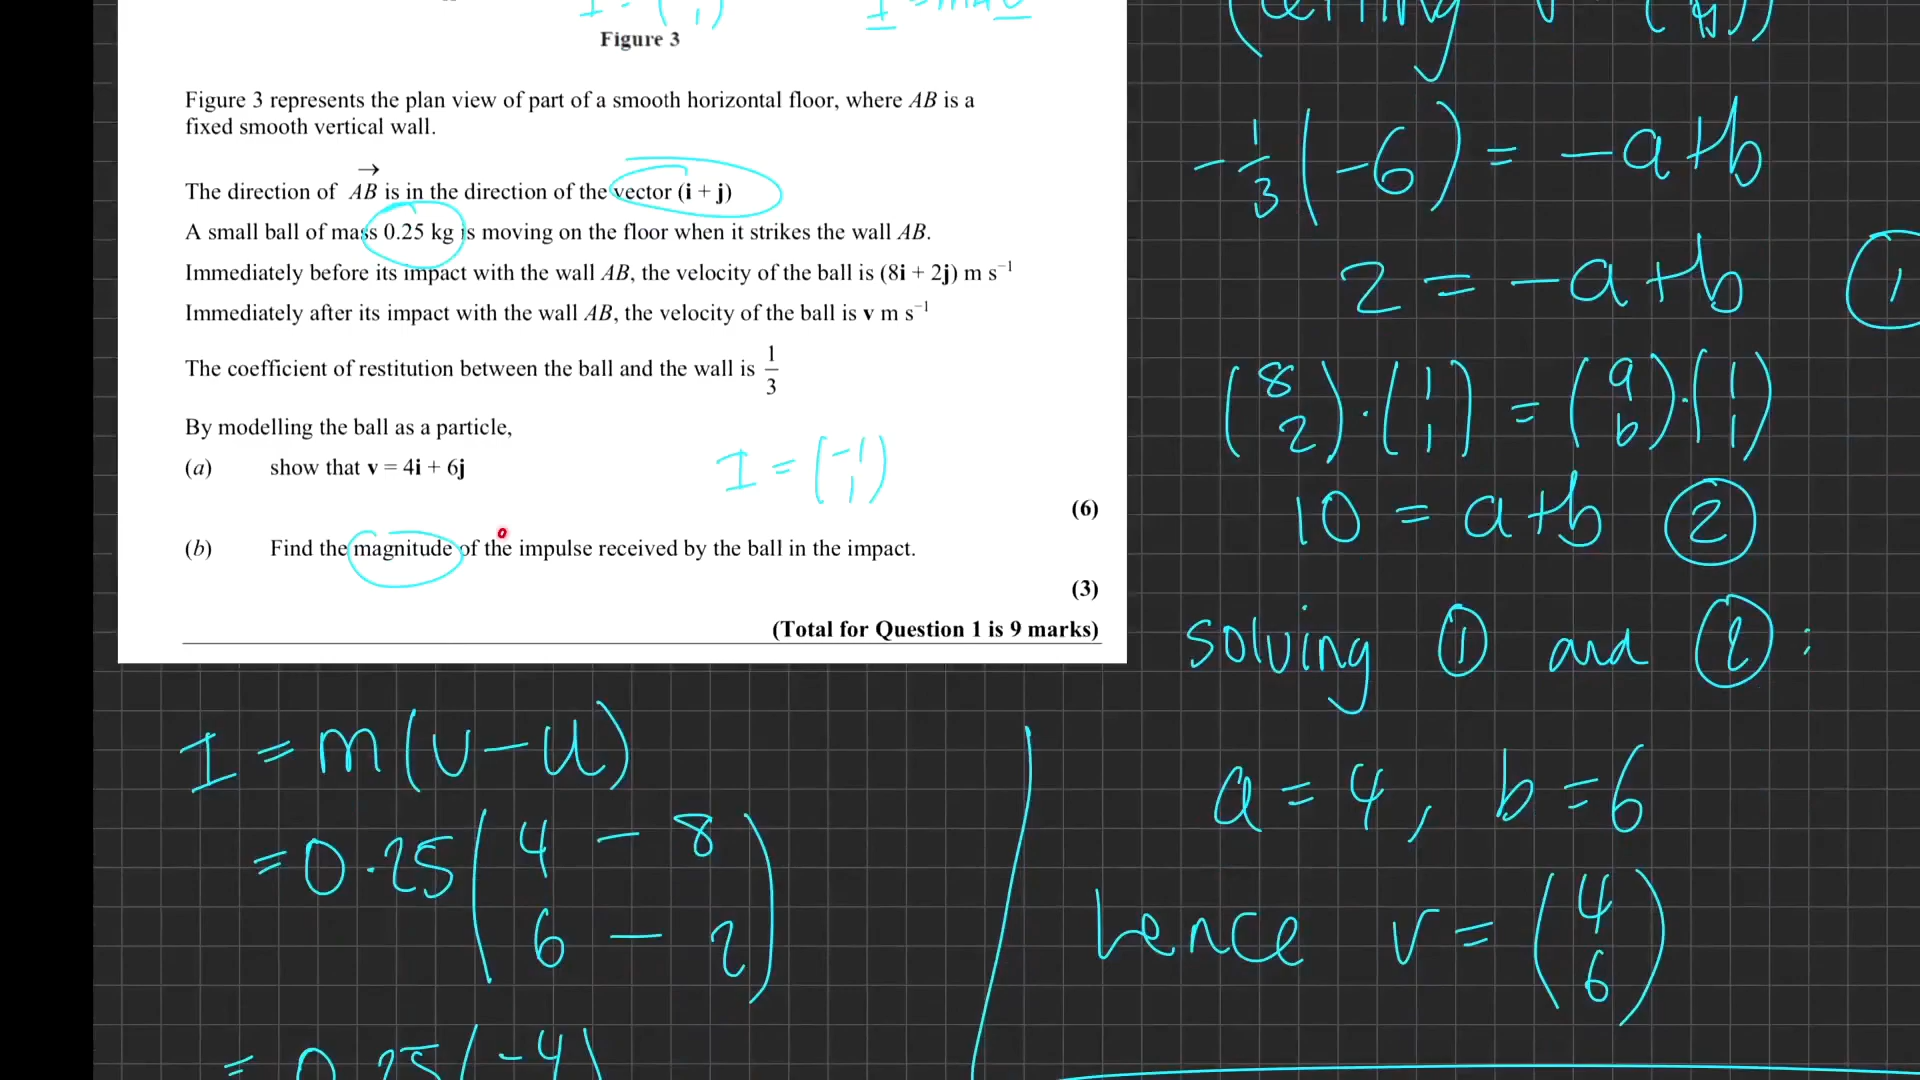 Figure 3
Figure 3 represents the plan view of part of a smooth horizontal floor, where AB is a
fixed smooth vertical wall.
The direction of AB⃗ is in the direction of the vector (i + j)
A small ball of mass 0.25 kg is moving on the floor when it strikes the wall AB.
Immediately before its impact with the wall AB, the velocity of the ball is (8i + 2j) m s⁻¹
Immediately after its impact with the wall AB, the velocity of the ball is v m s⁻¹
The coefficient of restitution between the ball and the wall is 1/3
By modelling the ball as a particle,
(a) show that v = 4i + 6j
I = (-1 1)
(6)
(b) Find the magnitude of the impulse received by the ball in the impact.
(3)
(Total for Question 1 is 9 marks)
I = m(v - u)
= 0.25 (4 - 8
6 - 2)
-1/3 (-6) = -a+b
2 = -a+b ①
(8 2) · (1 1) = (a b) · (1 1)
10 = a+b ②
solving ① and ② :
a = 4, b = 6
hence v = (4 6)